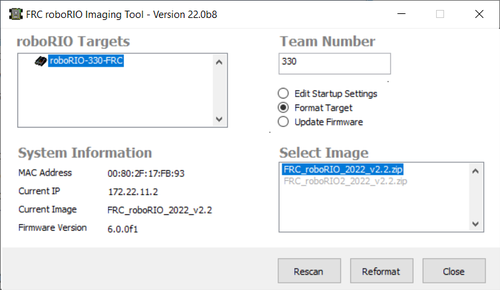 FRC roboRIO Imaging Tool - Version 22.0b8
roboRIO Targets
roboRIO-330-FRC
Team Number
330
Edit Startup Settings
Format Target
Update Firmware
System Information
MAC Address 00:80:2F:17:FB:93
Current IP 172.22.11.2
Current Image FRC_roboRIO_2022_v2.2
Firmware Version 6.0.0f1
Select Image
FRC_roboRIO_2022_v2.2.zip
FRC_roboRIO2_2022_v2.2.zip
Rescan Reformat Close